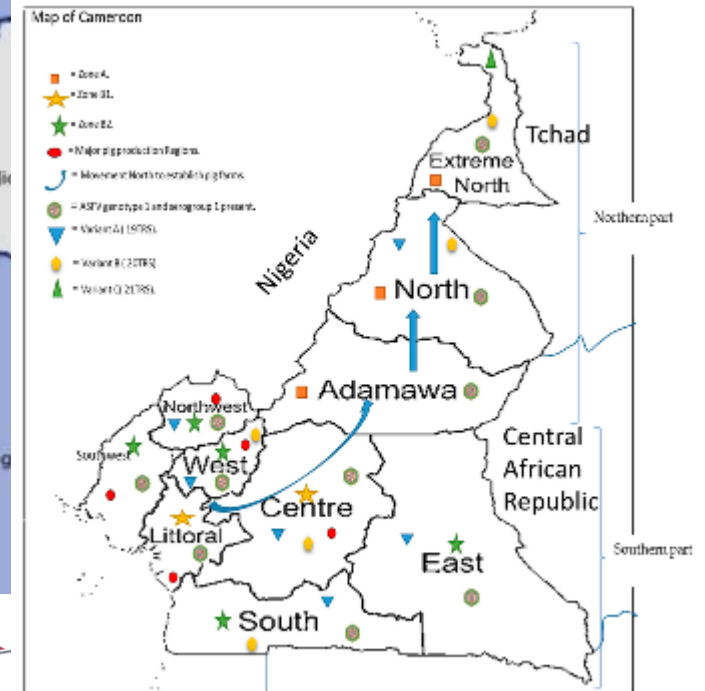 Map of Cameroon
= Zone A.
= Zone B1.
= Zone B2.
= Major pig production Regions.
= Movement North to establish pig farms.
= ASFV genotype 1 and serogroup 1 present.
= Variant A (19TRS).
= Variant B (20TRS).
= Variant C (21TRS).
Tchad
Extreme
North
Northern part
Nigeria
North
Adamawa
Northwest
Central
African
Republic
Southwest
West
Centre
Littoral
East
Southern part
South